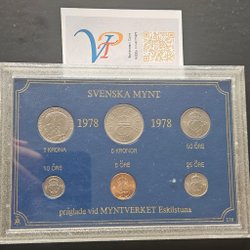 VP
SVENSKA MYNT
1978 1978
1 KRONA 5 KRONOR 50 ÖRE
10 ÖRE 5 ÖRE 25 ÖRE
präglade vid MYNTVERKET Eskilstuna